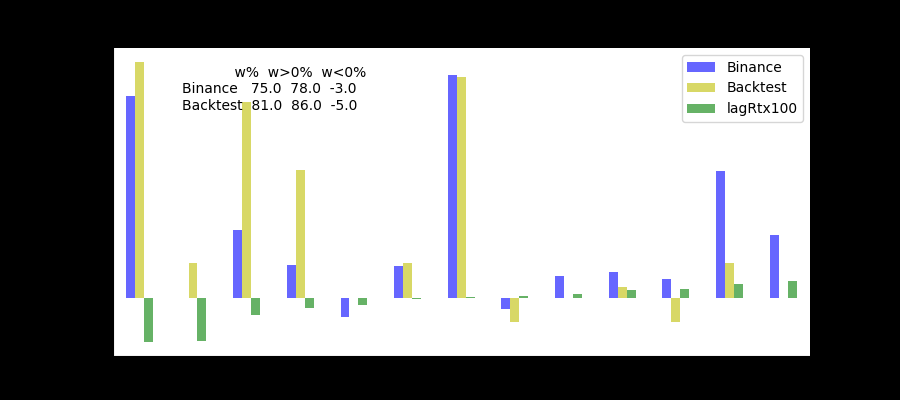 w%  w>0%  w<0%
Binance   75.0  78.0  -3.0
Backtest  81.0  86.0  -5.0
Binance
Backtest
lagRtx100